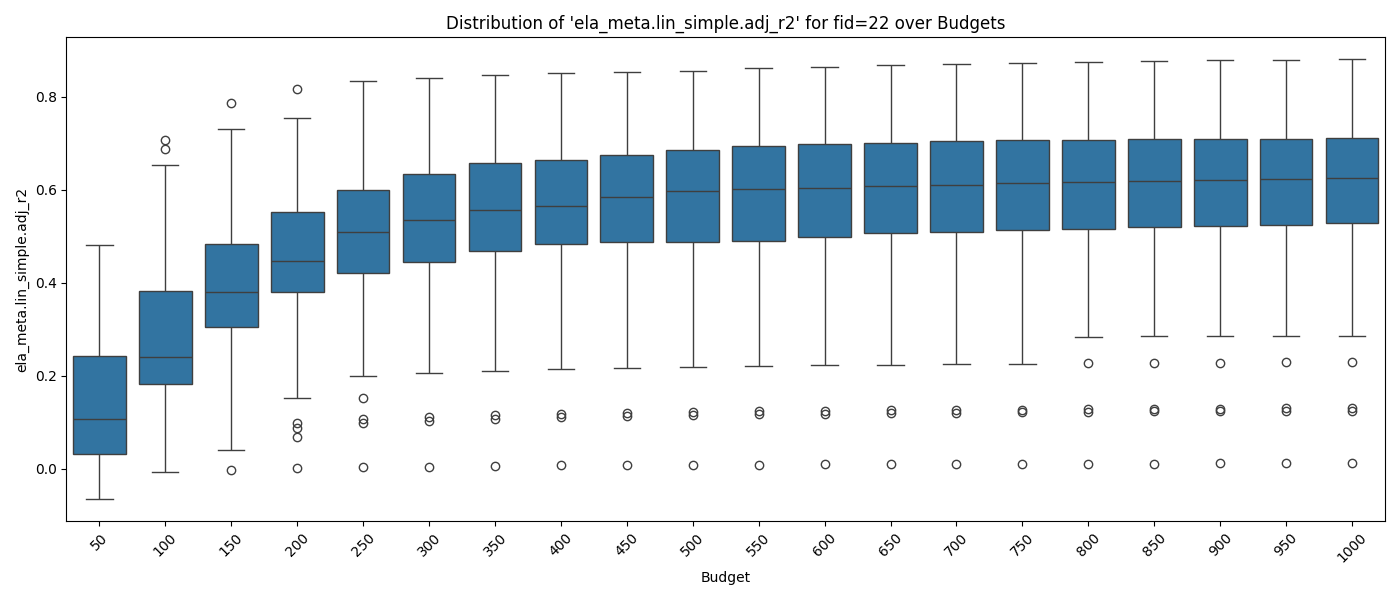 Distribution of 'ela_meta.lin_simple.adj_r2' for fid=22 over Budgets
ela_meta.lin_simple.adj_r2
0.8
0.6
0.4
0.2
0.0
50 100 150 200 250 300 350 400 450 500 550 600 650 700 750 800 850 900 950 1000
Budget